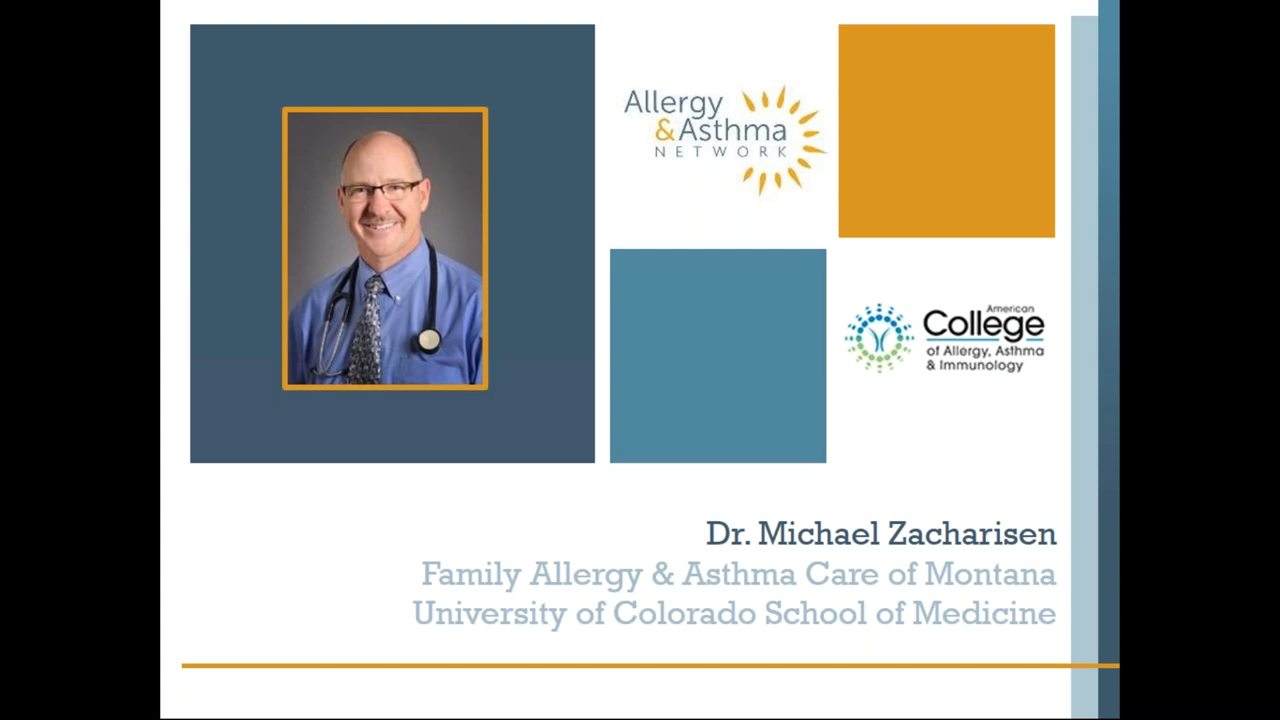 Allergy
& Asthma
NETWORK
American
College
of Allergy, Asthma
& Immunology
Dr. Michael Zacharisen
Family Allergy & Asthma Care of Montana
University of Colorado School of Medicine